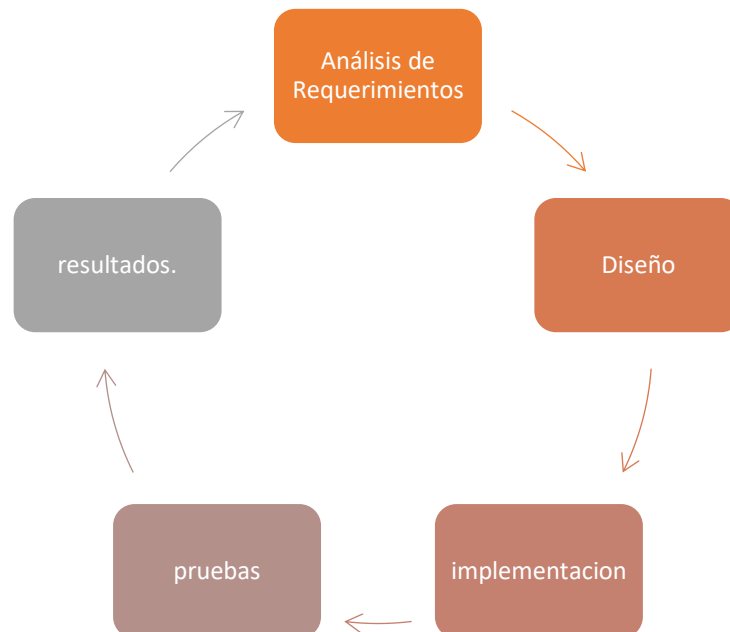 Análisis de
Requerimientos
Diseño
implementacion
pruebas
resultados.